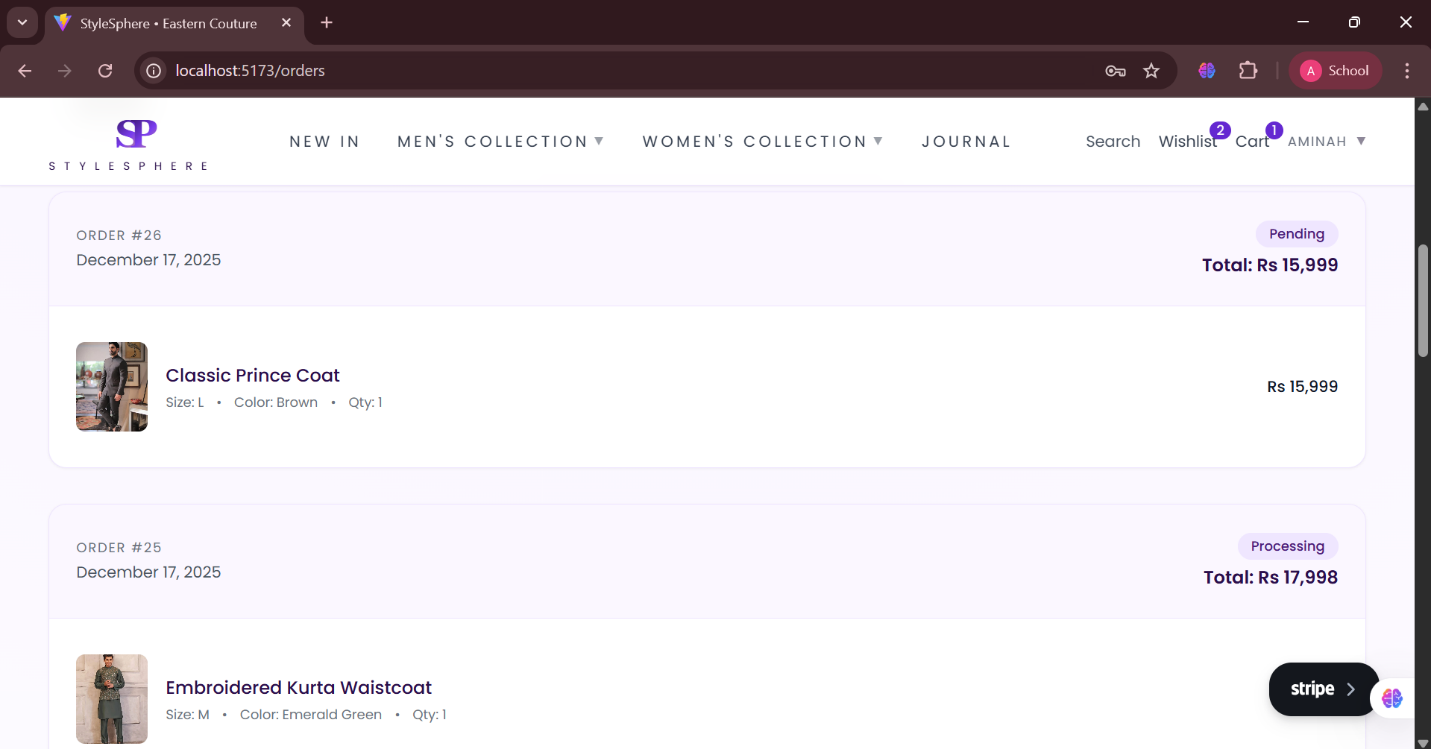 StyleSphere • Eastern Couture
localhost:5173/orders
A School
SP
STYLESPHERE
NEW IN
MEN'S COLLECTION ▼
WOMEN'S COLLECTION ▼
JOURNAL
Search
Wishlist 2
Cart 1
AMINAH ▼
ORDER #26
December 17, 2025
Pending
Total: Rs 15,999
Classic Prince Coat
Size: L • Color: Brown • Qty: 1
Rs 15,999
ORDER #25
December 17, 2025
Processing
Total: Rs 17,998
Embroidered Kurta Waistcoat
Size: M • Color: Emerald Green • Qty: 1
stripe